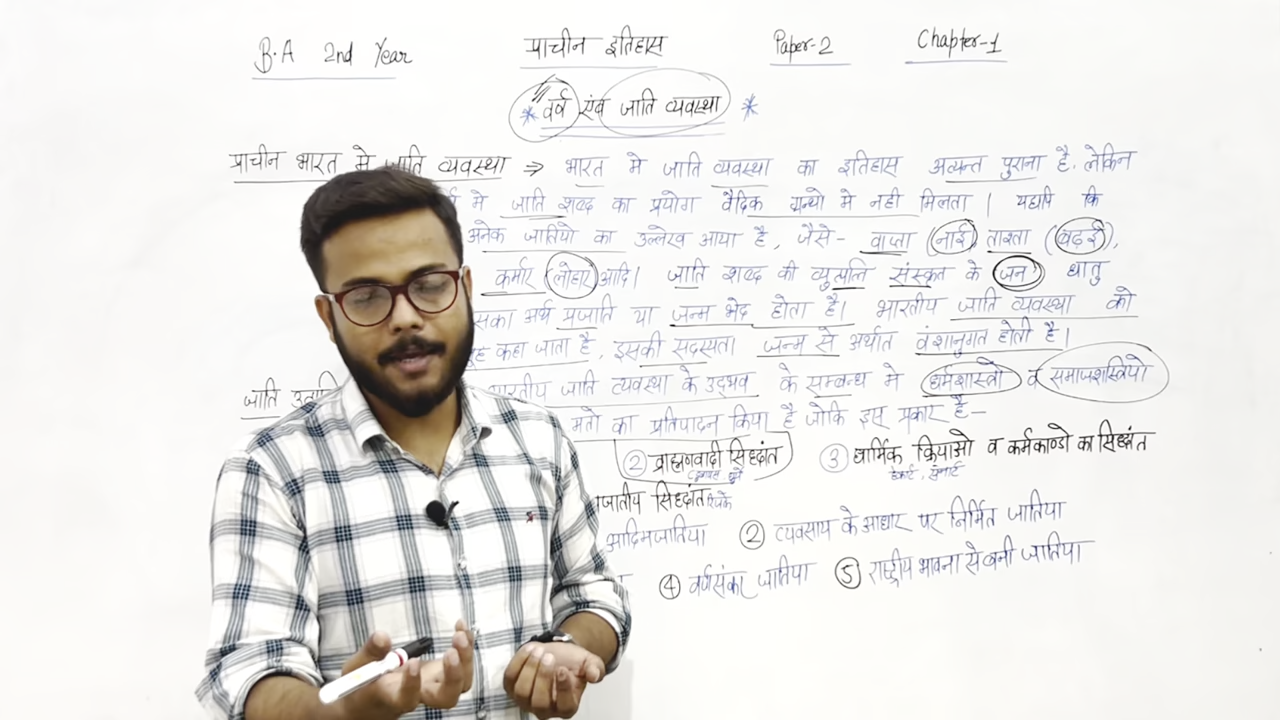 B.A 2nd Year प्राचीन इतिहास Paper-2 Chapter-1
* वर्ण एंव जाति व्यवस्था *
प्राचीन भारत मे जाति व्यवस्था ⇒ भारत मे जाति व्यवस्था का इतिहास अत्यन्त पुराना है. लेकिन
मे जाति शब्द का प्रयोग वैदिक ग्रन्थो मे नही मिलता । यद्यपि कि
अनेक जातियो का उल्लेख आया है, जैसे- वाप्ता (नाई) ताश्ता (बढ़ई),
कर्मार (लोहार) आदि। जाति शब्द की व्युत्पत्ति संस्कृत के जन धातु
अर्थ प्रजाति या जन्म भेद होता है। भारतीय जाति व्यवस्था को
कहा जाता है, इसकी सदस्यता जन्म से अर्थात वंशानुगत होती है।
जाति भारतीय जाति व्यवस्था के उद्भव के सम्बन्ध मे धर्मशास्त्रो व समाजशस्त्रियो
मतो का प्रतिपादन किया है जोकि इस प्रकार है-
② ब्राह्मणवादी सिद्धांत ③ धार्मिक क्रियाओ व कर्मकाण्डो का सिद्धांत
सिद्धांत
आदिमजातिया ② व्यवसाय के आधार पर निर्मित जातिया
④ वर्णसंकर जातिया ⑤ राष्ट्रीय भावना से बनी जातिया